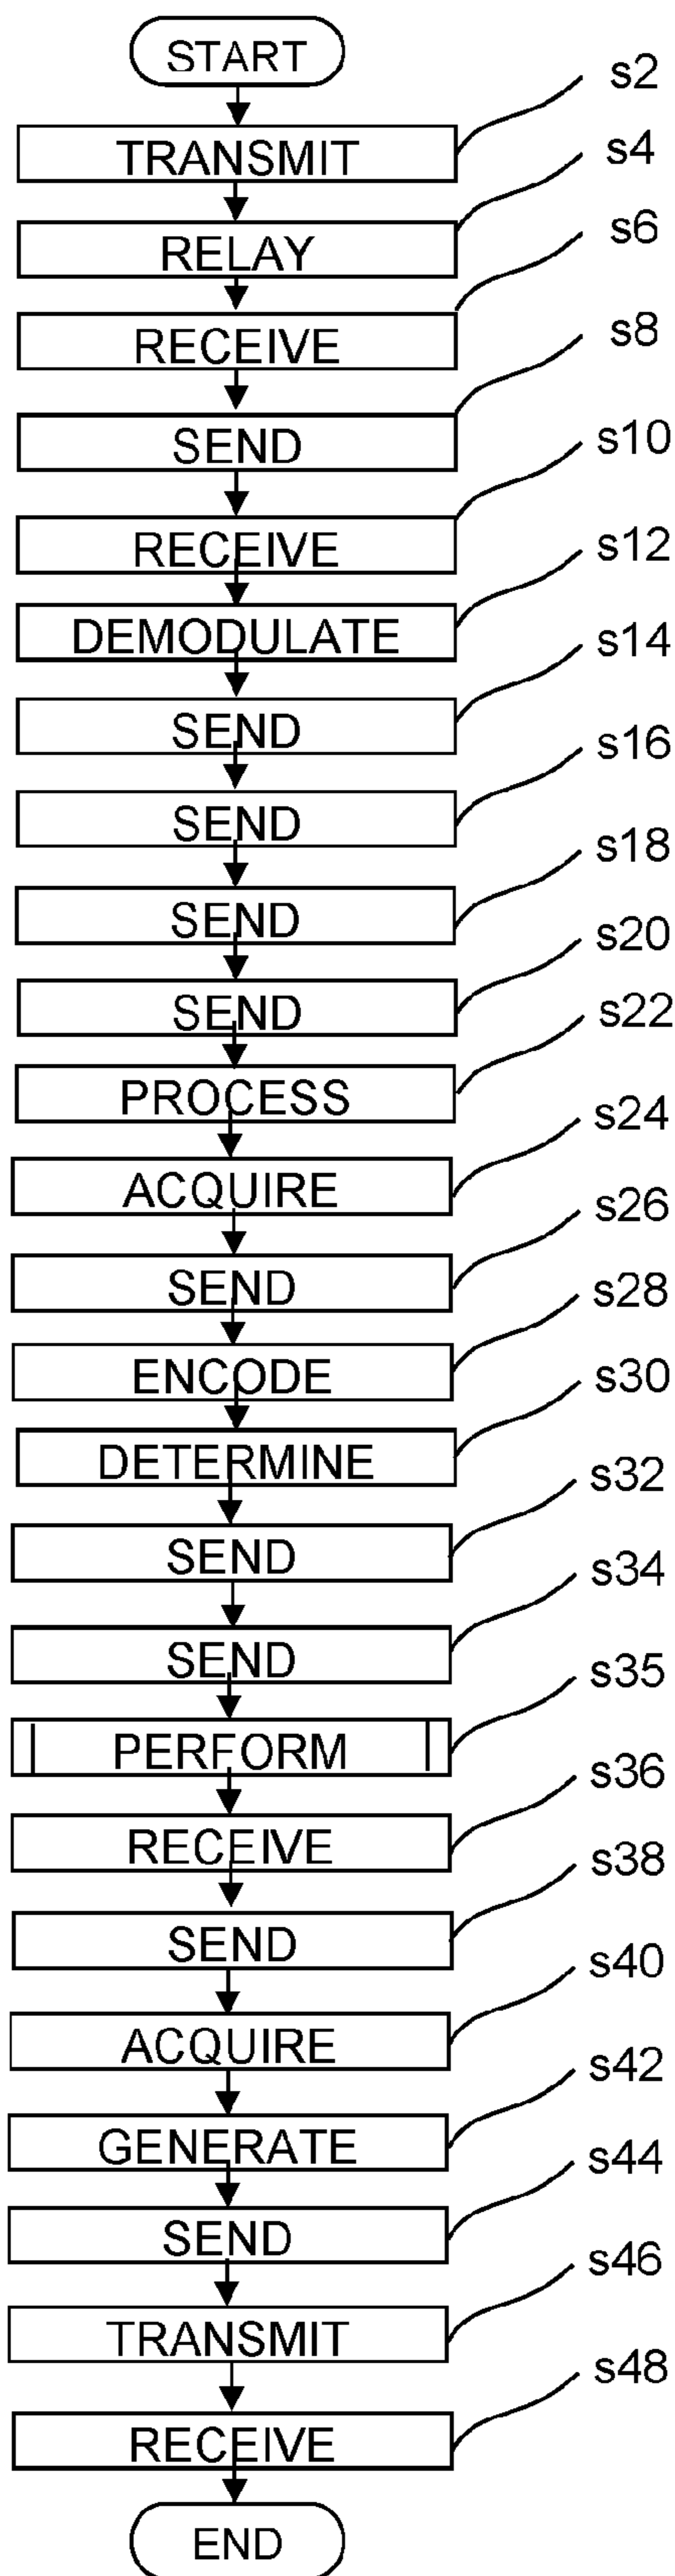 START
s2
TRANSMIT
s4
RELAY
s6
RECEIVE
s8
SEND
s10
RECEIVE
s12
DEMODULATE
s14
SEND
s16
SEND
s18
SEND
s20
SEND
s22
PROCESS
s24
ACQUIRE
s26
SEND
s28
ENCODE
s30
DETERMINE
s32
SEND
s34
SEND
s35
PERFORM
s36
RECEIVE
s38
SEND
s40
ACQUIRE
s42
GENERATE
s44
SEND
s46
TRANSMIT
s48
RECEIVE
END